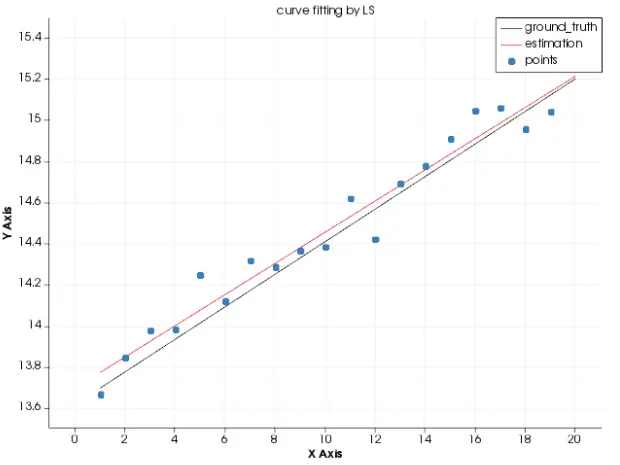 curve fitting by LS
ground_truth
estimation
points
15.4
15.2
15
14.8
14.6
14.4
14.2
14
13.8
13.6
Y Axis
0 2 4 6 8 10 12 14 16 18 20
X Axis